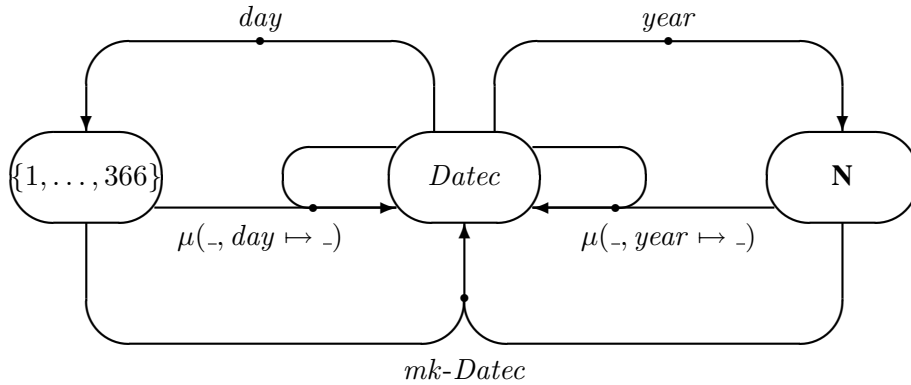 day year
{1, . . . , 366} Datec N
μ(_, day ↦ _) μ(_, year ↦ _)
mk-Datec